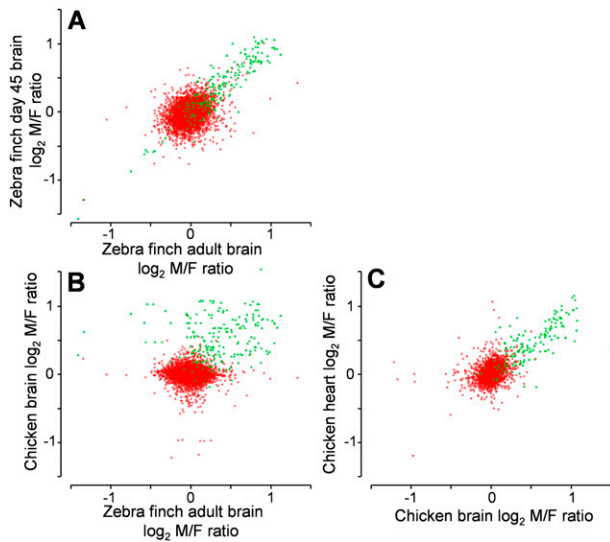 A
Zebra finch day 45 brain
log2 M/F ratio
1
0
-1
-1
0
1
Zebra finch adult brain
log2 M/F ratio
B
Chicken brain log2 M/F ratio
1
0
-1
-1
0
1
Zebra finch adult brain
log2 M/F ratio
C
Chicken heart log2 M/F ratio
1
0
-1
-1
0
1
Chicken brain log2 M/F ratio